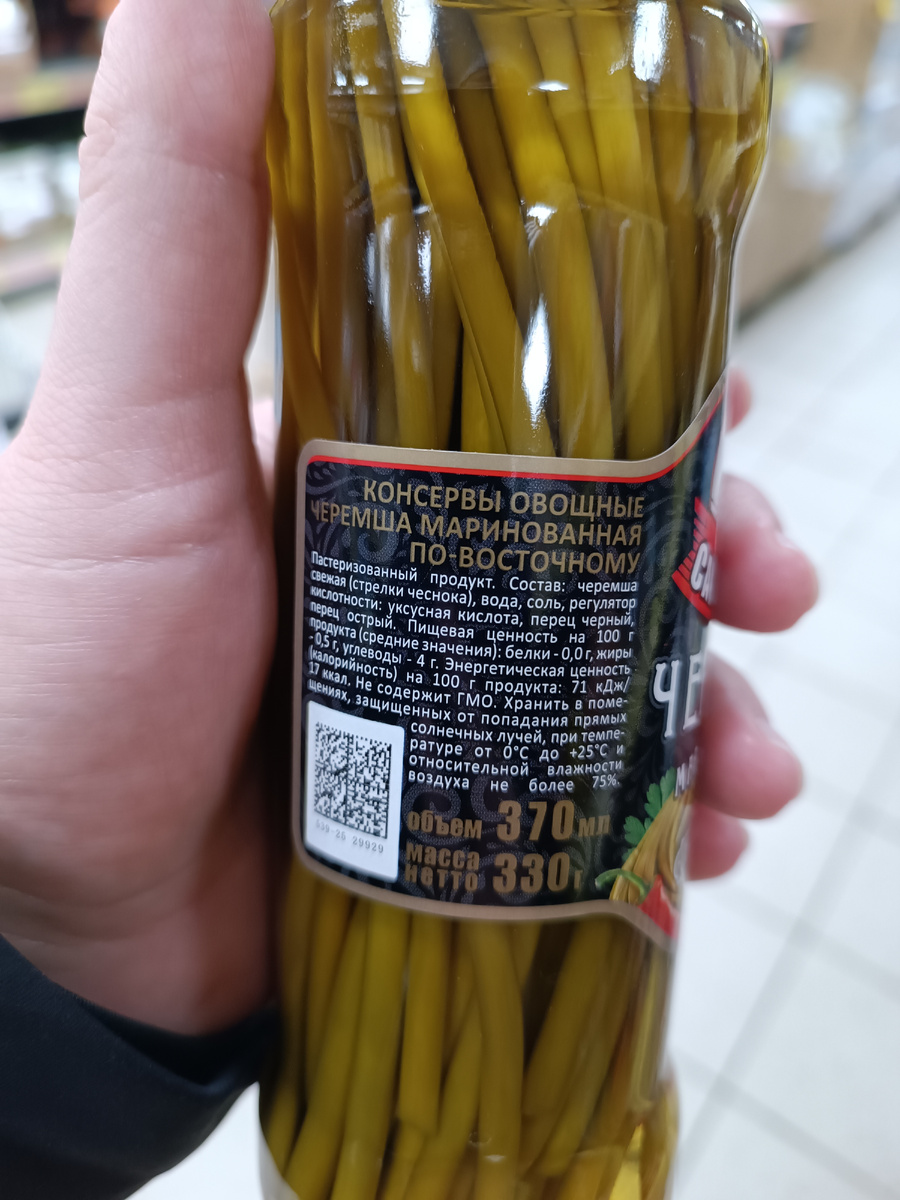 КОНСЕРВЫ ОВОЩНЫЕ
ЧЕРЕМША МАРИНОВАННАЯ
ПО-ВОСТОЧНОМУ
Пастеризованный продукт. Состав: черемша
свежая (стрелки чеснока), вода, соль, регулятор
кислотности: уксусная кислота, перец черный,
перец острый. Пищевая ценность на 100 г
продукта (средние значения): белки - 0,0 г, жиры
- 0,5 г, углеводы - 4 г. Энергетическая ценность
(калорийность) на 100 г продукта: 71 кДж/
17 ккал. Не содержит ГМО. Хранить в поме-
щениях, защищенных от попадания прямых
солнечных лучей, при темпе-
ратуре от 0°С до +25°С и
относительной влажности
воздуха не более 75%.
объем 370 мл
масса
нетто 330 г
ЧЕ